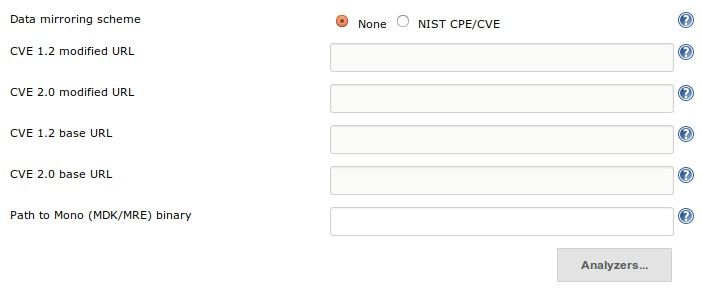 Data mirroring scheme None NIST CPE/CVE ?
CVE 1.2 modified URL ?
CVE 2.0 modified URL ?
CVE 1.2 base URL ?
CVE 2.0 base URL ?
Path to Mono (MDK/MRE) binary ?
Analyzers...